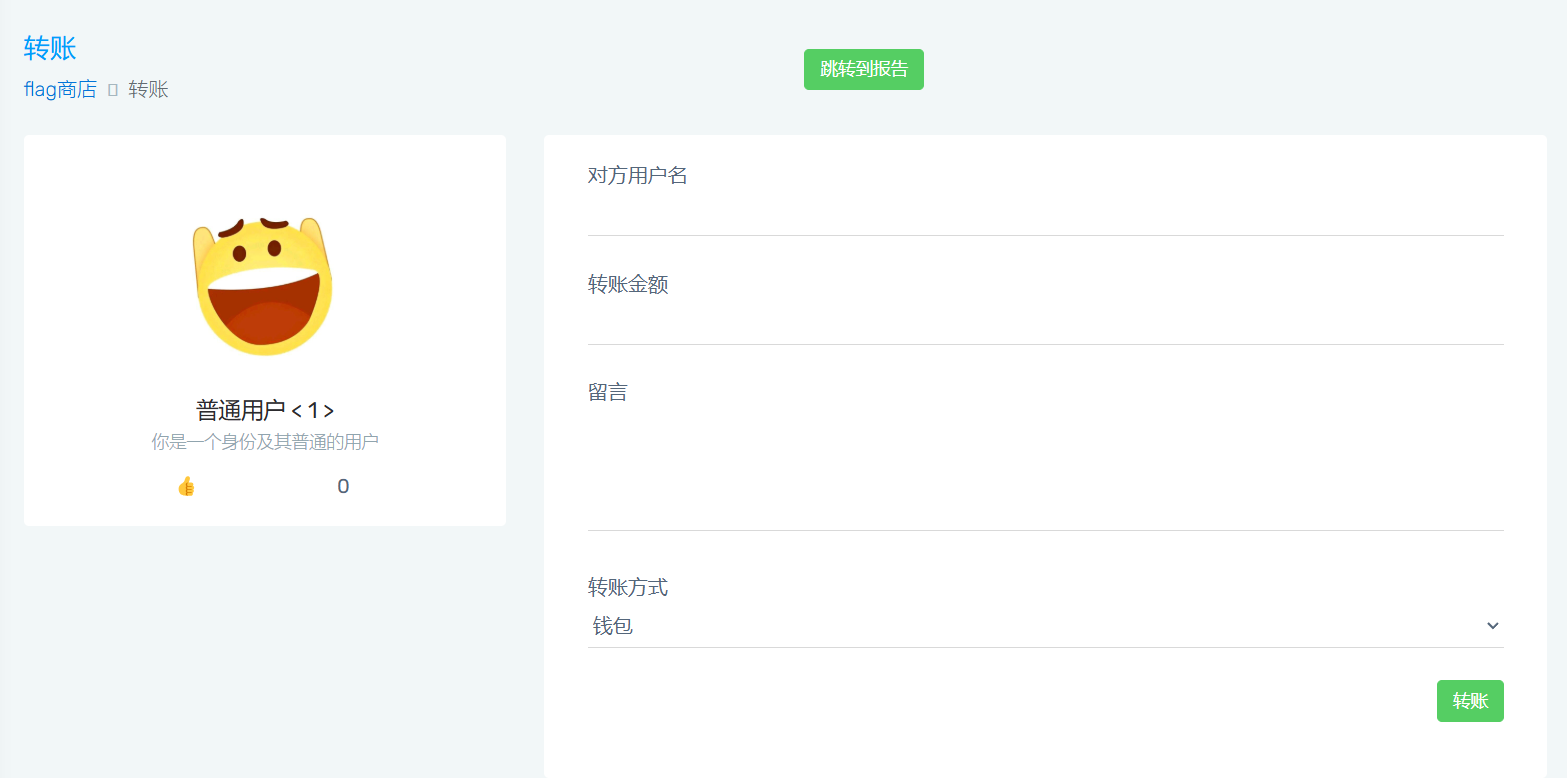 转账
跳转到报告
flag商店 转账
普通用户 < 1 >
你是一个身份及其普通的用户
👍 0
对方用户名
转账金额
留言
转账方式
钱包
转账